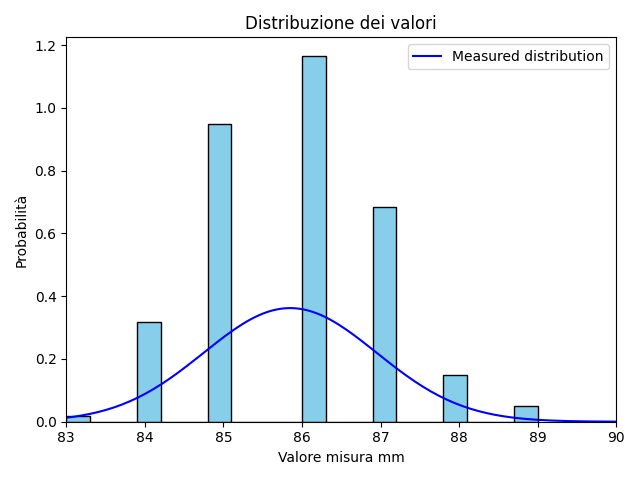 Distribuzione dei valori
Measured distribution
Probabilità
1.2
1.0
0.8
0.6
0.4
0.2
0.0
83 84 85 86 87 88 89 90
Valore misura mm